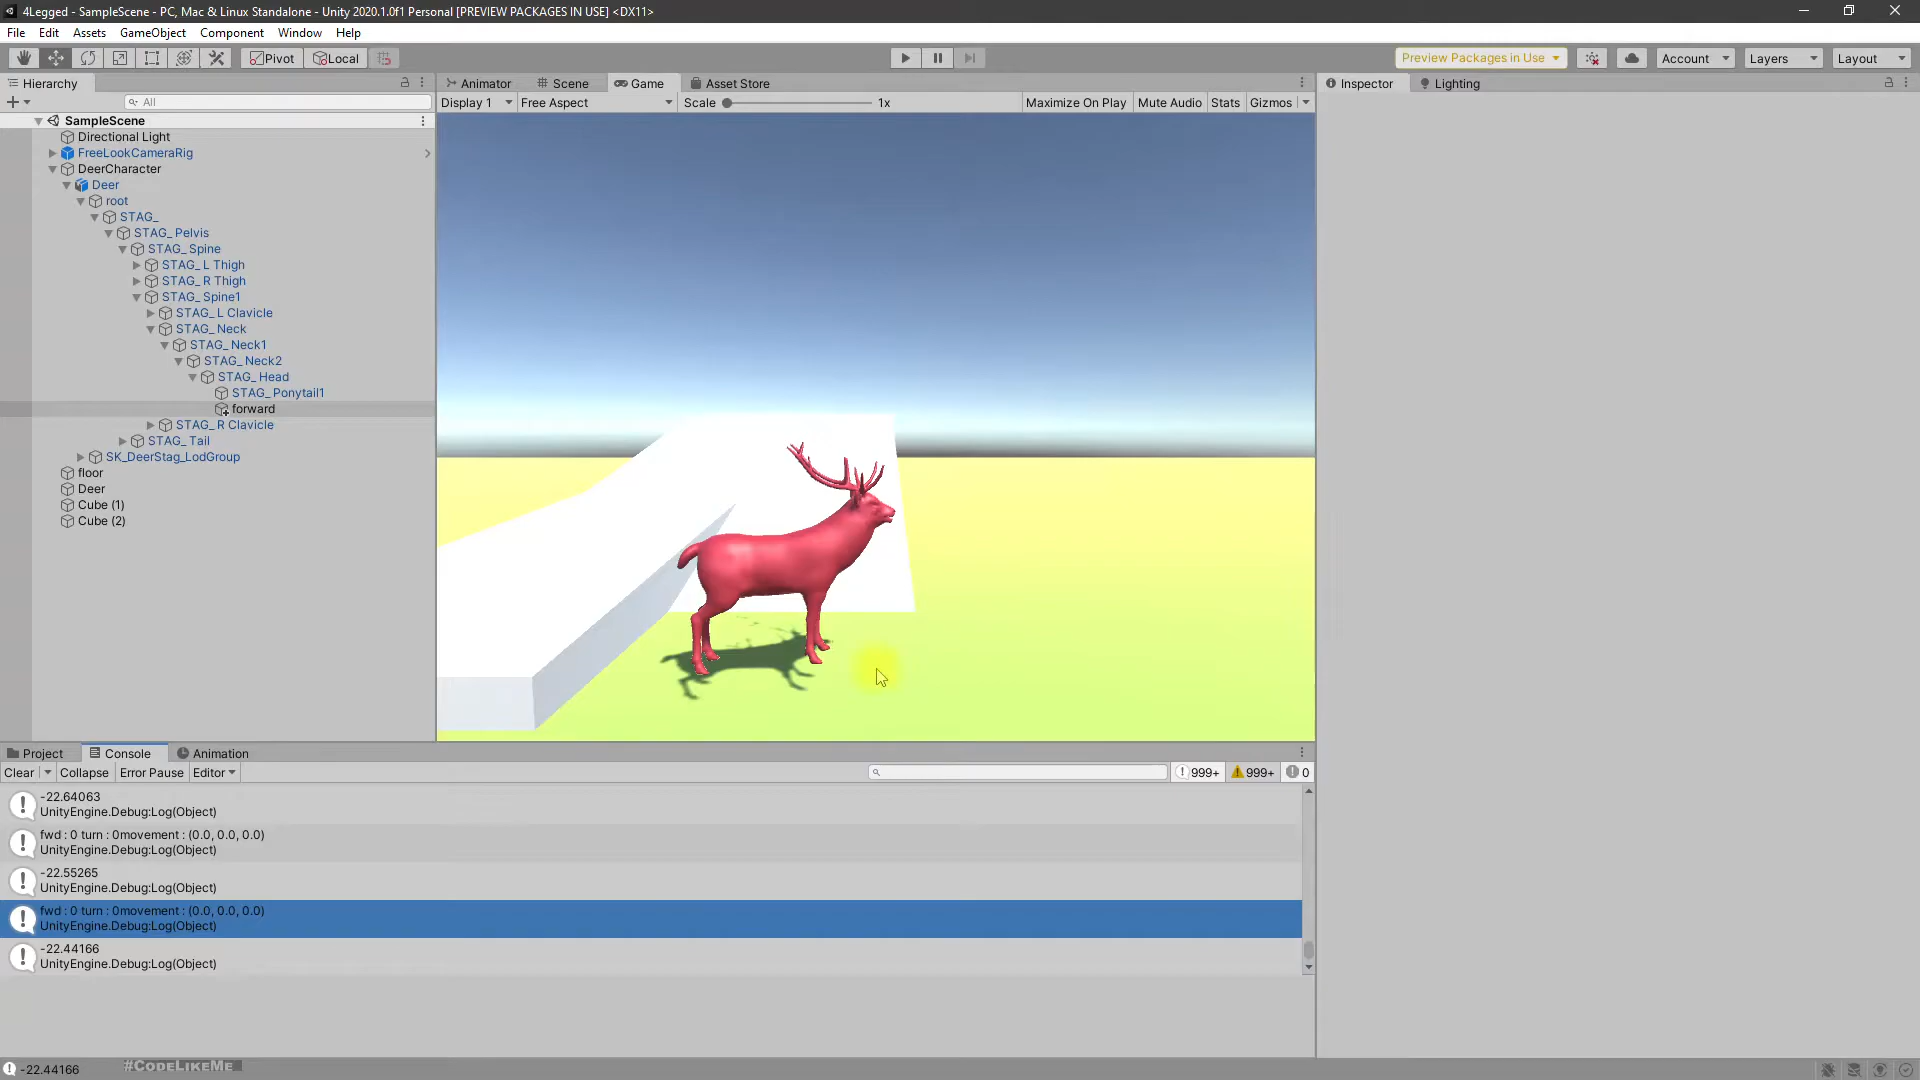 4Legged - SampleScene - PC, Mac & Linux Standalone - Unity 2020.1.0f1 Personal [PREVIEW PACKAGES IN USE] <DX11>
File Edit Assets GameObject Component Window Help
Pivot Local Preview Packages in Use Account Layers Layout
Hierarchy Animator Scene Game Asset Store Inspector Lighting
All Display 1 Free Aspect Scale 1x Maximize On Play Mute Audio Stats Gizmos
SampleScene
Directional Light
FreeLookCameraRig
DeerCharacter
Deer
root
STAG_
STAG_ Pelvis
STAG_ Spine
STAG_ L Thigh
STAG_ R Thigh
STAG_ Spine1
STAG_ L Clavicle
STAG_ Neck
STAG_ Neck1
STAG_ Neck2
STAG_ Head
STAG_ Ponytail1
forward
STAG_ R Clavicle
STAG_ Tail
SK_DeerStag_LodGroup
floor
Deer
Cube (1)
Cube (2)
Project Console Animation
Clear Collapse Error Pause Editor 999+ 999+ 0
-22.64063
UnityEngine.Debug:Log(Object)
fwd : 0 turn : 0movement : (0.0, 0.0, 0.0)
UnityEngine.Debug:Log(Object)
-22.55265
UnityEngine.Debug:Log(Object)
fwd : 0 turn : 0movement : (0.0, 0.0, 0.0)
UnityEngine.Debug:Log(Object)
-22.44166
UnityEngine.Debug:Log(Object)
-22.44166 #CodeLikeMe